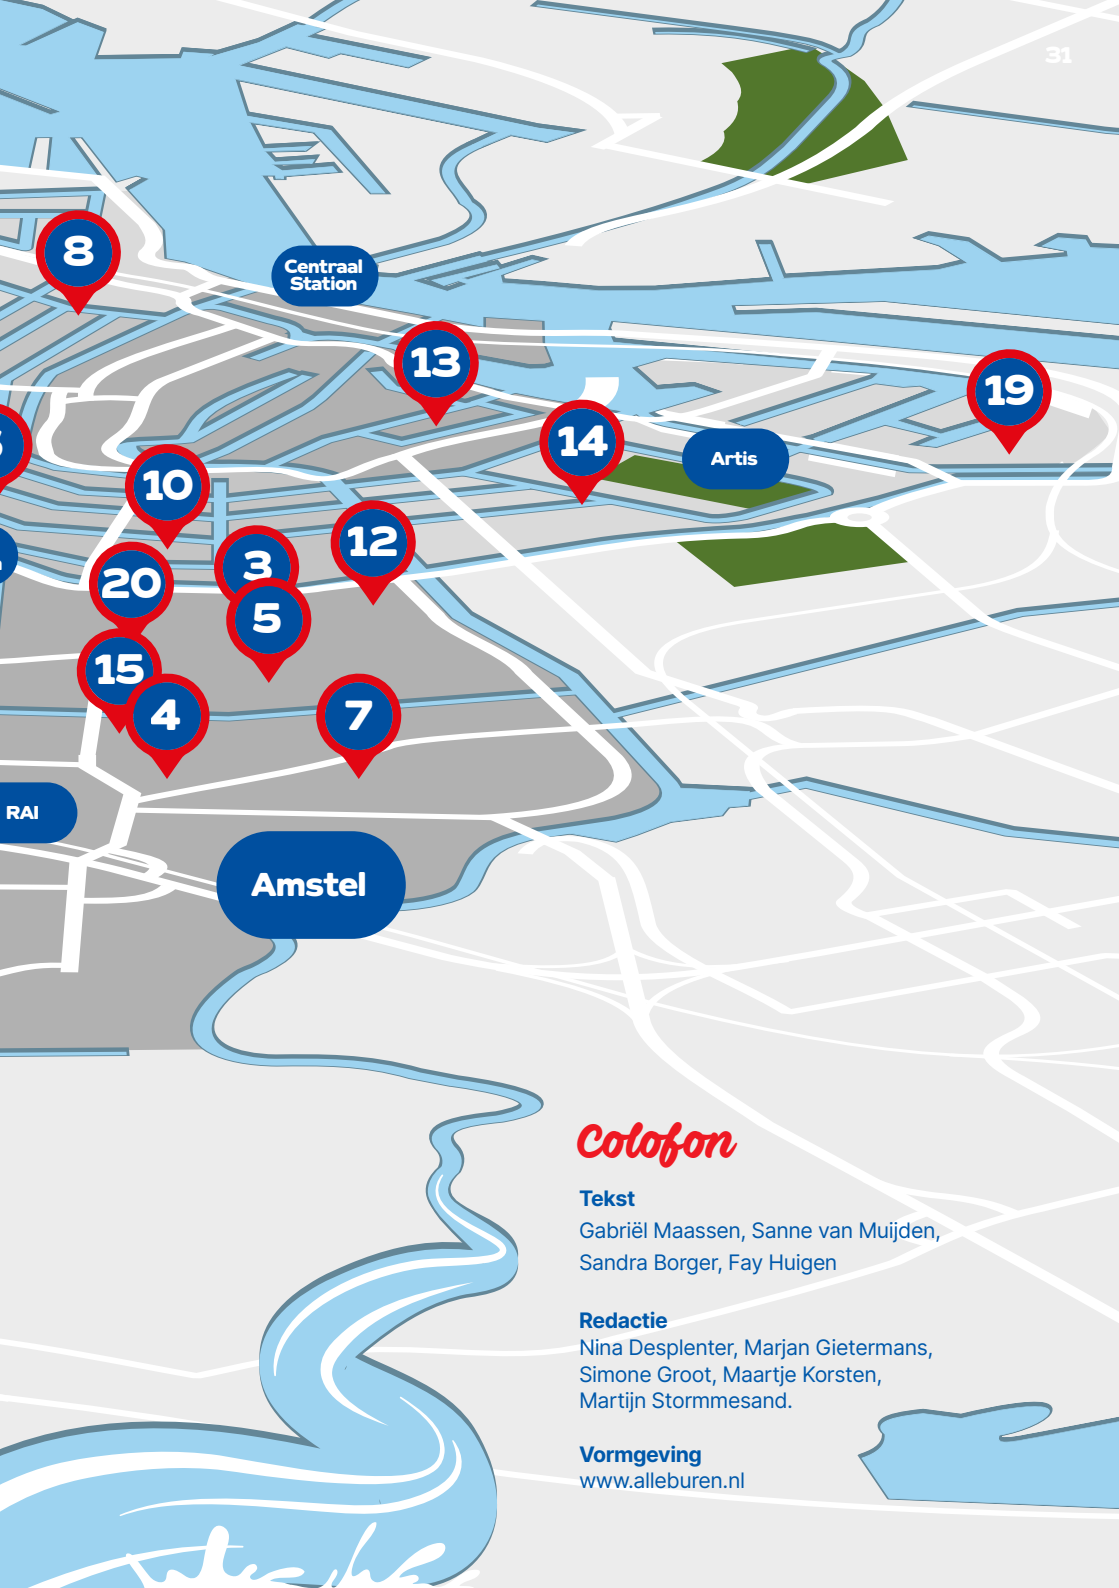 31
8
Centraal
Station
13
19
14
Artis
10
12
3
20
5
15
4
7
RAI
Amstel
Colofon
Tekst
Gabriël Maassen, Sanne van Muijden,
Sandra Borger, Fay Huigen
Redactie
Nina Desplenter, Marjan Gietermans,
Simone Groot, Maartje Korsten,
Martijn Stormmesand.
Vormgeving
www.alleburen.nl